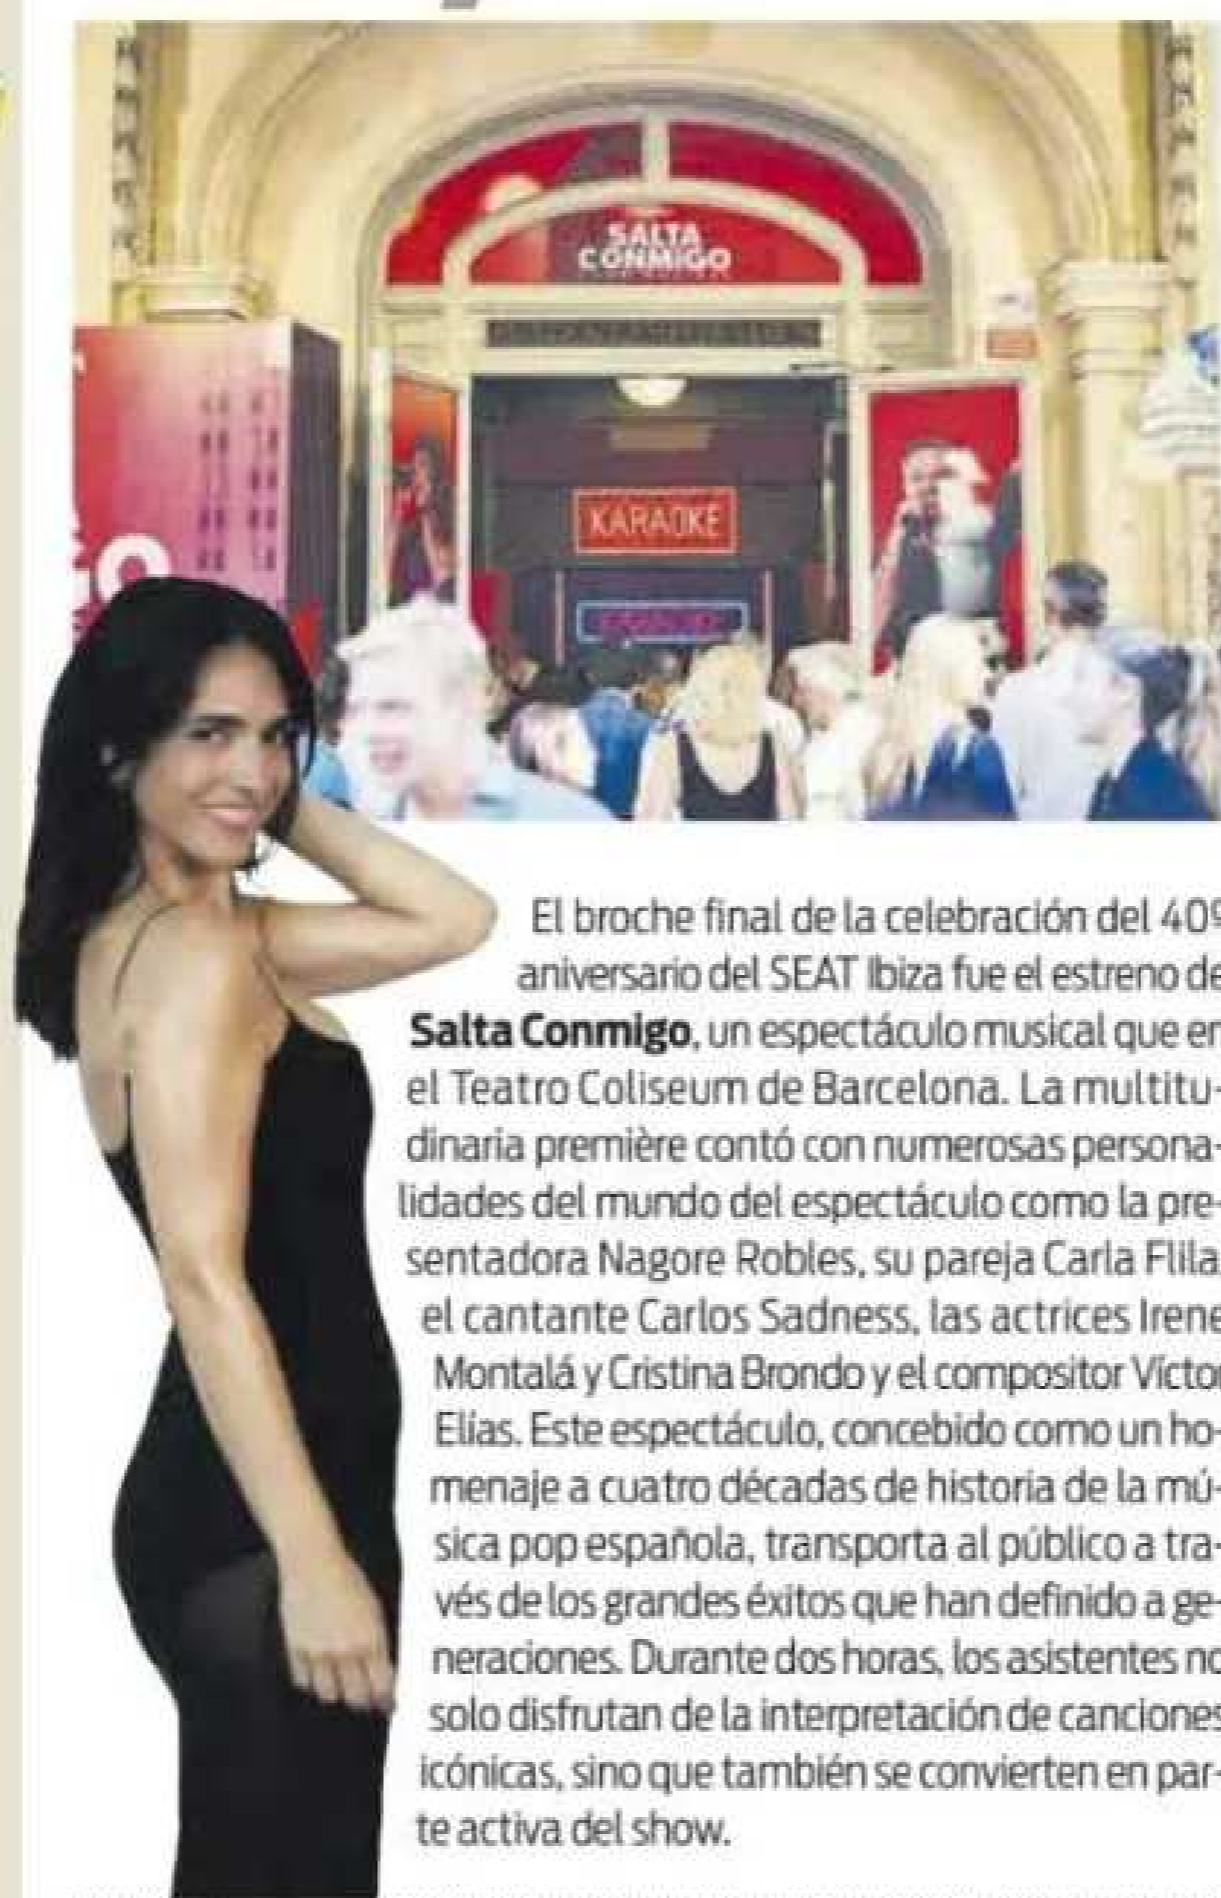 SALTA
CONMIGO
KARAOKE
El broche final de la celebración del 40º
aniversario del SEAT Ibiza fue el estreno de
Salta Conmigo, un espectáculo musical que en
el Teatro Coliseum de Barcelona. La multitu-
dinaria première contó con numerosas persona-
lidades del mundo del espectáculo como la pre-
sentadora Nagore Robles, su pareja Carla Flila,
el cantante Carlos Sadness, las actrices Irene
Montalá y Cristina Brondo y el compositor Víctor
Elías. Este espectáculo, concebido como un ho-
menaje a cuatro décadas de historia de la mú-
sica pop española, transporta al público a tra-
vés de los grandes éxitos que han definido a ge-
neraciones. Durante dos horas, los asistentes no
solo disfrutan de la interpretación de canciones
icónicas, sino que también se convierten en par-
te activa del show.